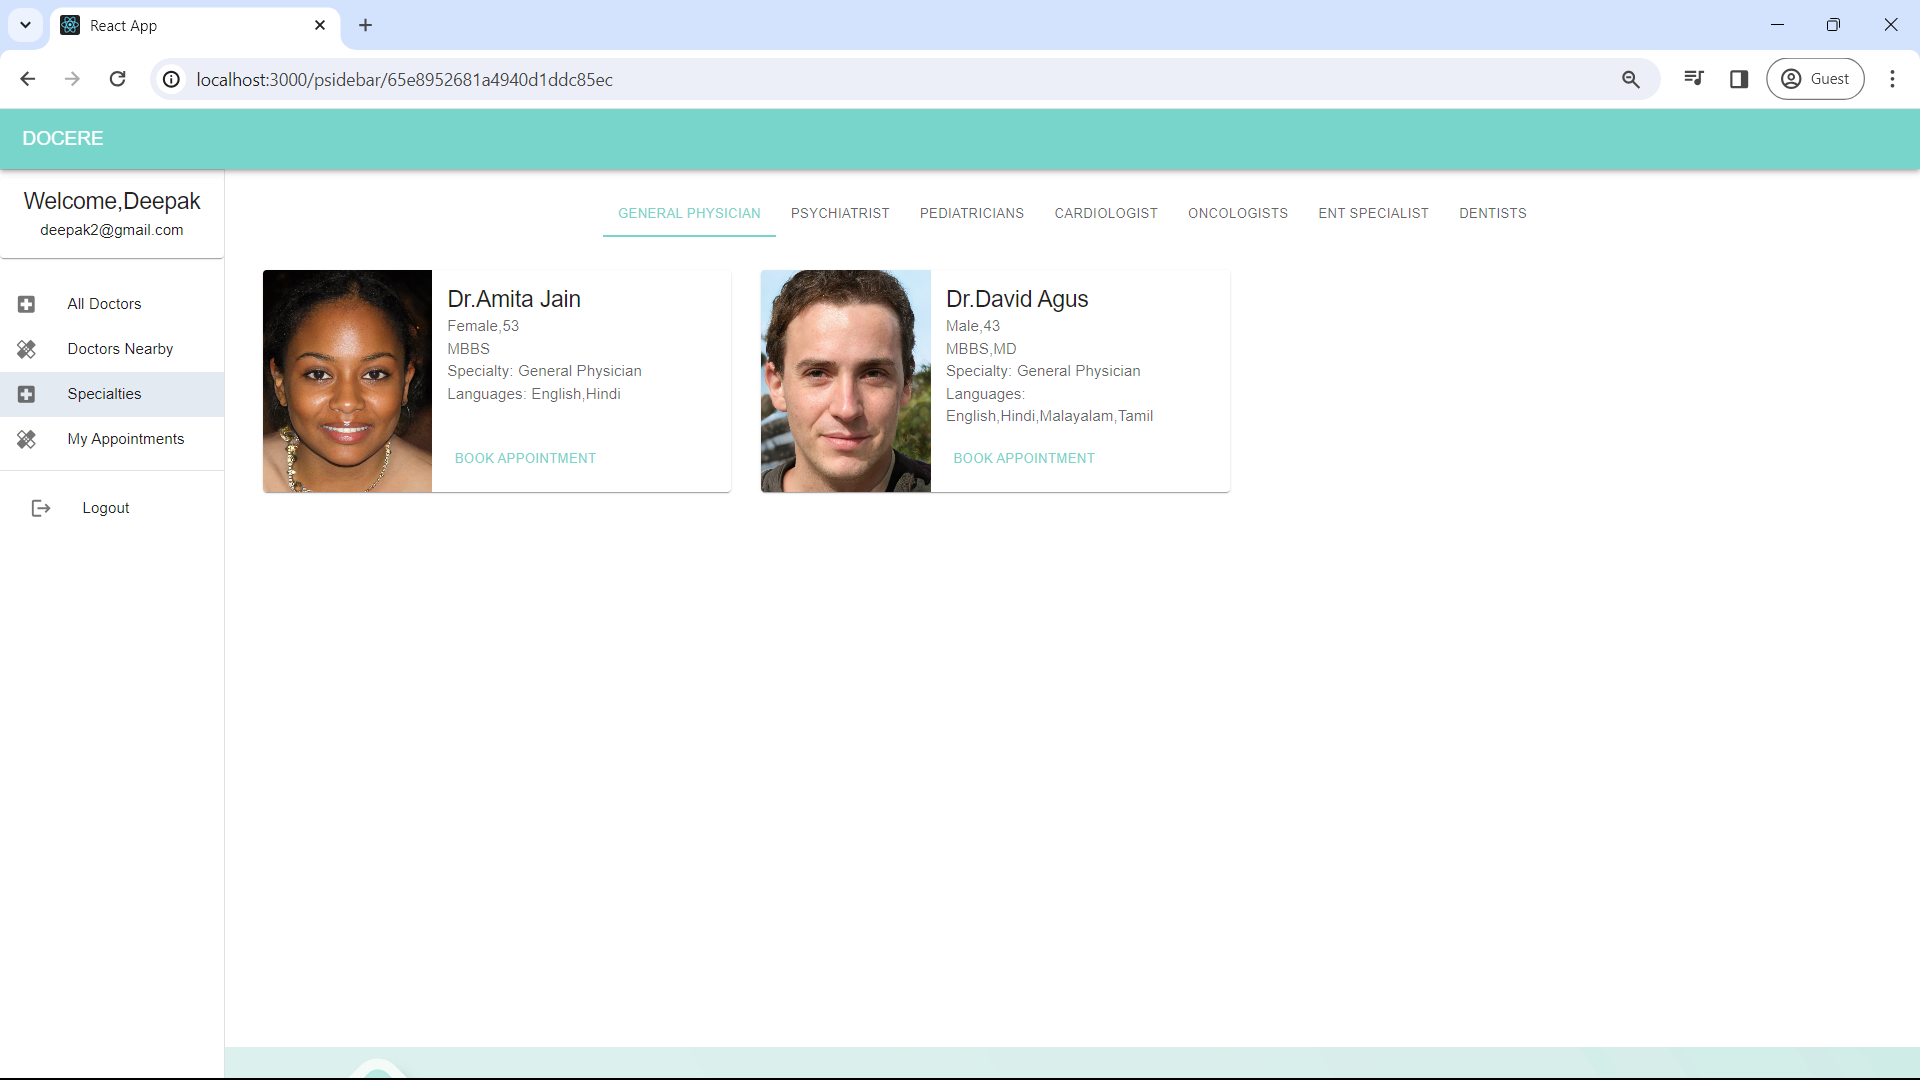 React App
localhost:3000/psidebar/65e8952681a4940d1ddc85ec
Guest
DOCERE
Welcome,Deepak
deepak2@gmail.com
All Doctors
Doctors Nearby
Specialties
My Appointments
Logout
GENERAL PHYSICIAN PSYCHIATRIST PEDIATRICIANS CARDIOLOGIST ONCOLOGISTS ENT SPECIALIST DENTISTS
Dr.Amita Jain
Female,53
MBBS
Specialty: General Physician
Languages: English,Hindi
BOOK APPOINTMENT
Dr.David Agus
Male,43
MBBS,MD
Specialty: General Physician
Languages:
English,Hindi,Malayalam,Tamil
BOOK APPOINTMENT